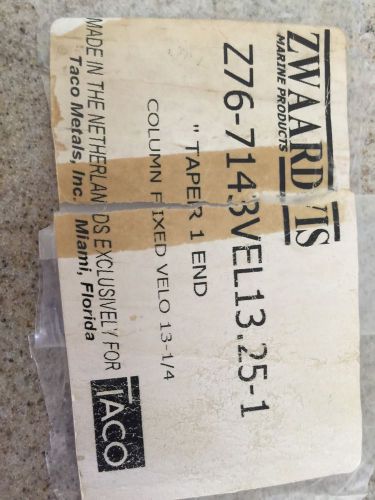 ZWAARDVIS
MARINE PRODUCTS
Z76-7143VEL13.25-1
" TAPER 1 END
COLUMN FIXED VELO 13-1/4
MADE IN THE NETHERLANDS EXCLUSIVELY FOR
Taco Metals, Inc. Miami, Florida
TACO